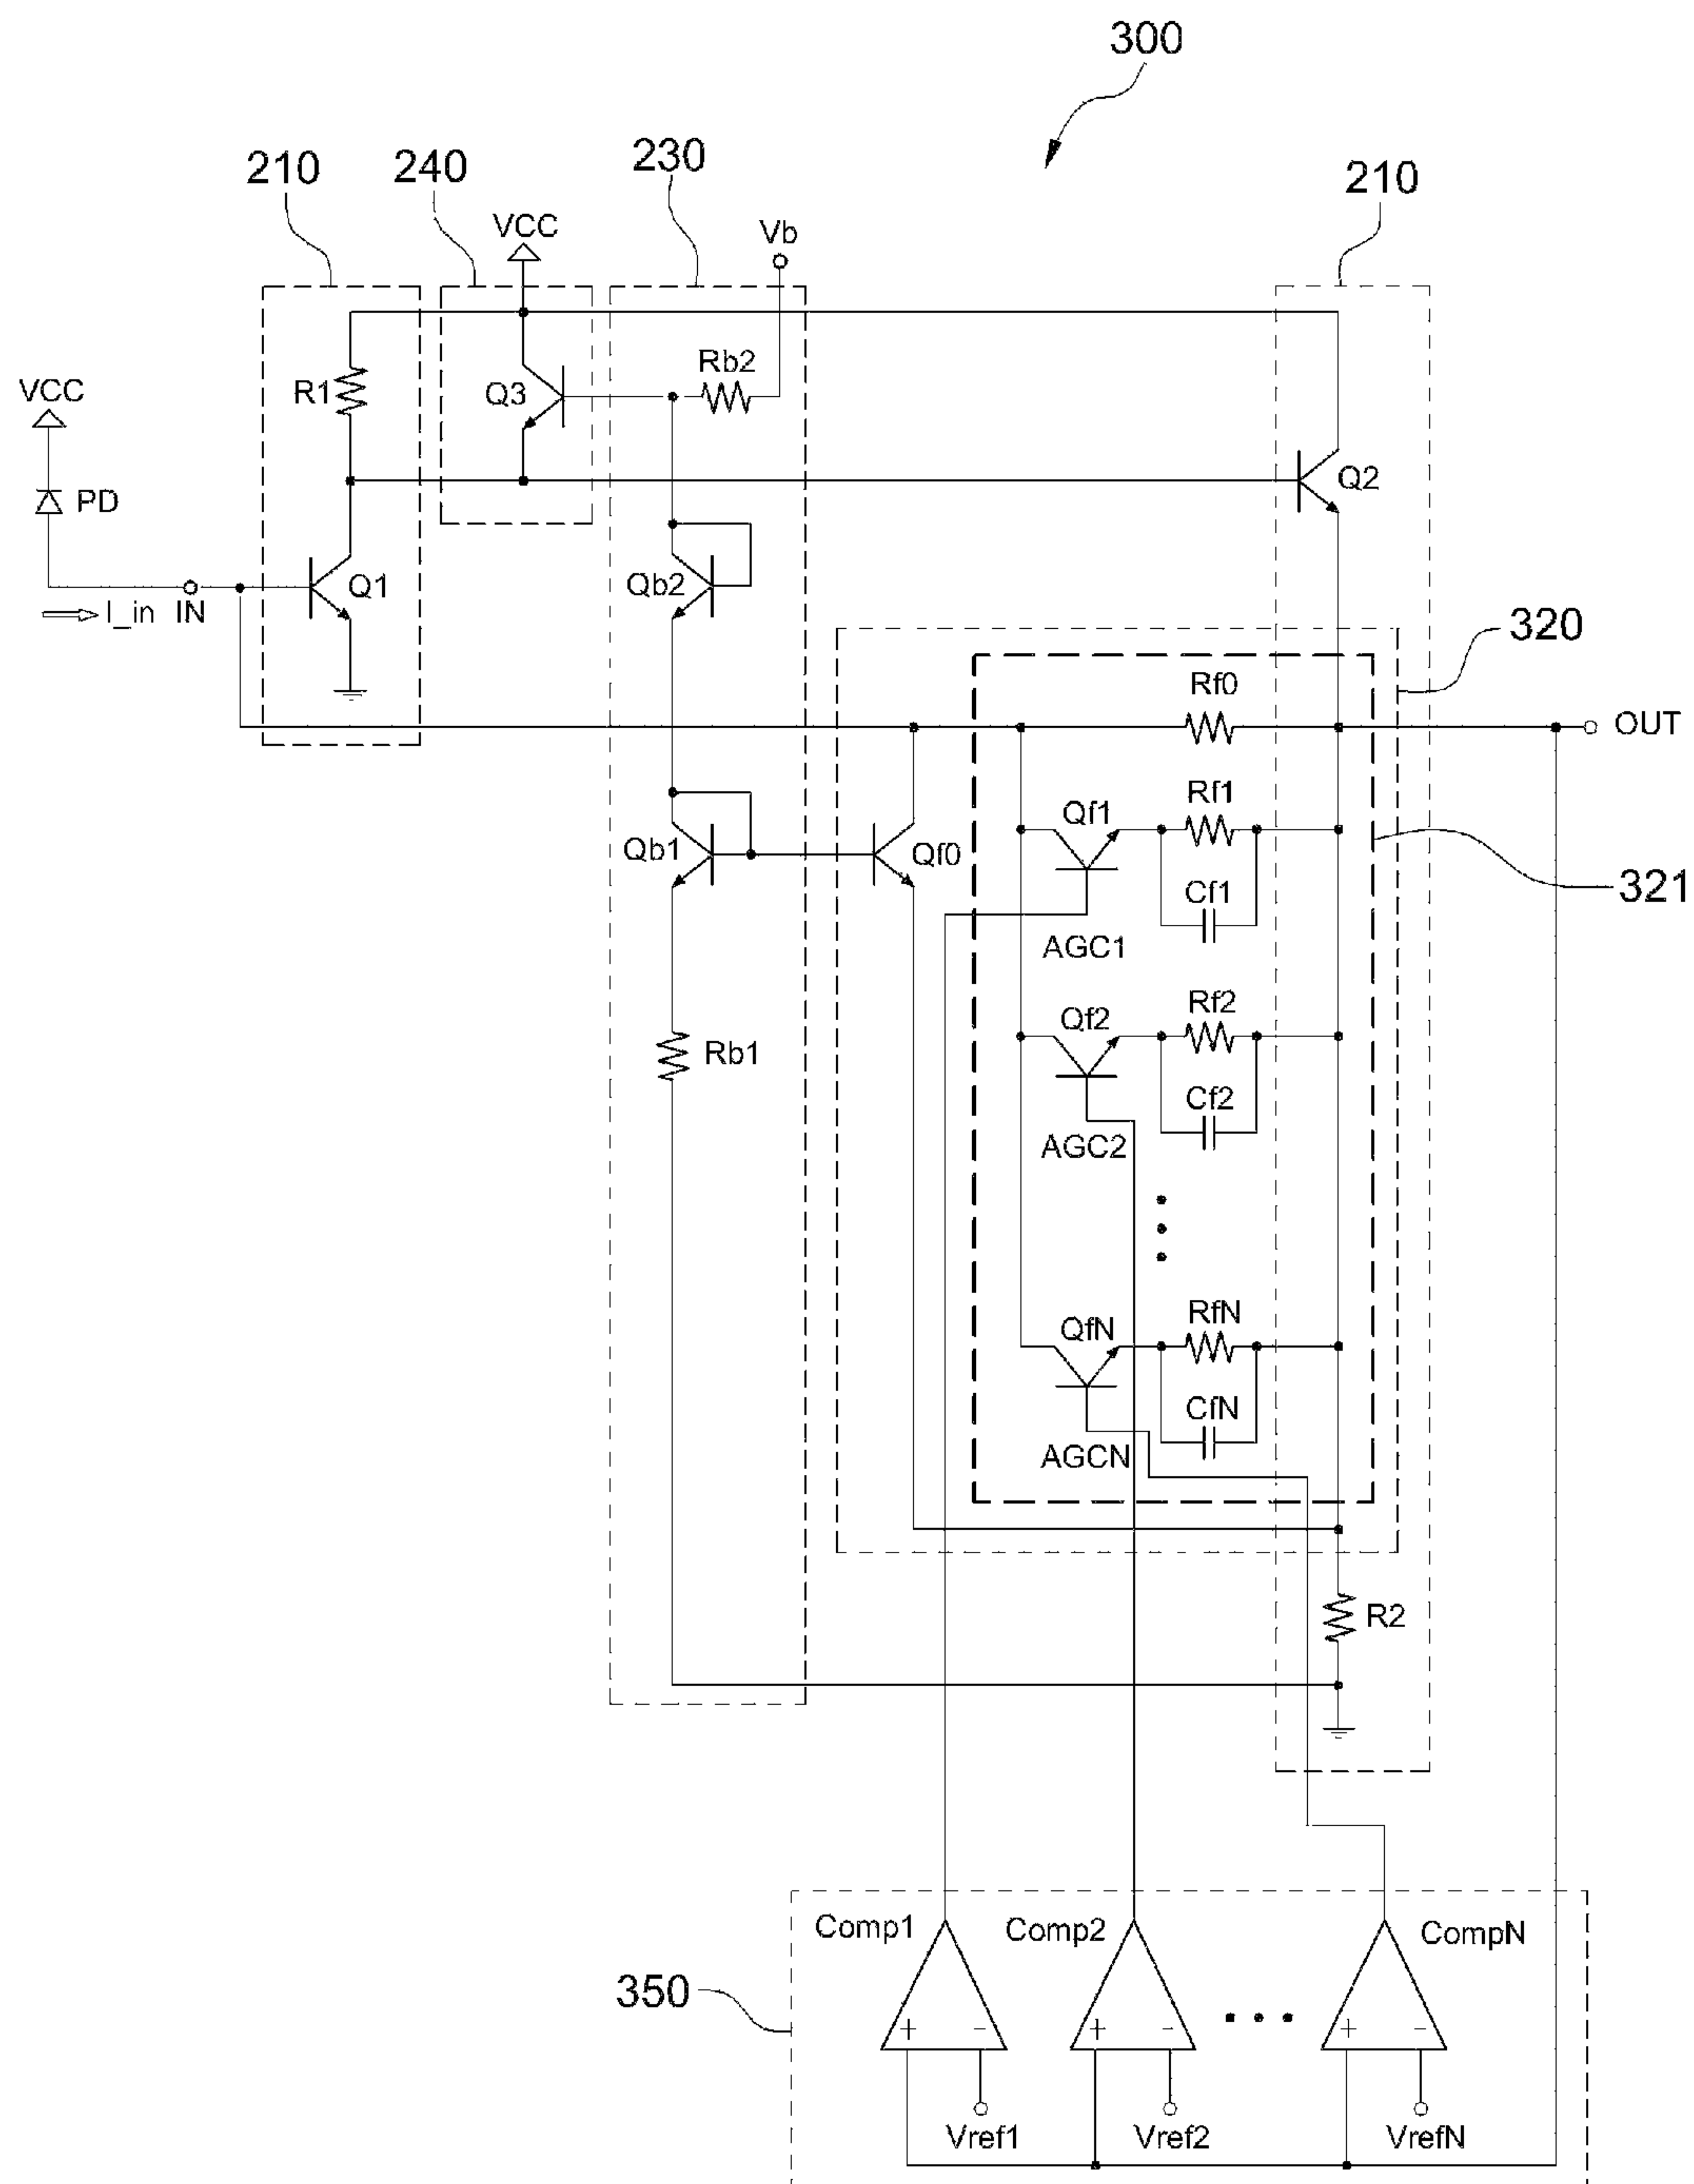 300
210
240
230
210
VCC
Vb
VCC
R1
Q3
Rb2
PD
Q2
I_in
IN
Q1
Qb2
320
Rf0
OUT
Qf1
Rf1
Qb1
Qf0
Cf1
321
AGC1
Qf2
Rf2
Rb1
Cf2
AGC2
QfN
RfN
CfN
AGCN
R2
Comp1
Comp2
CompN
350
+ -
+ -
+ -
Vref1
Vref2
VrefN